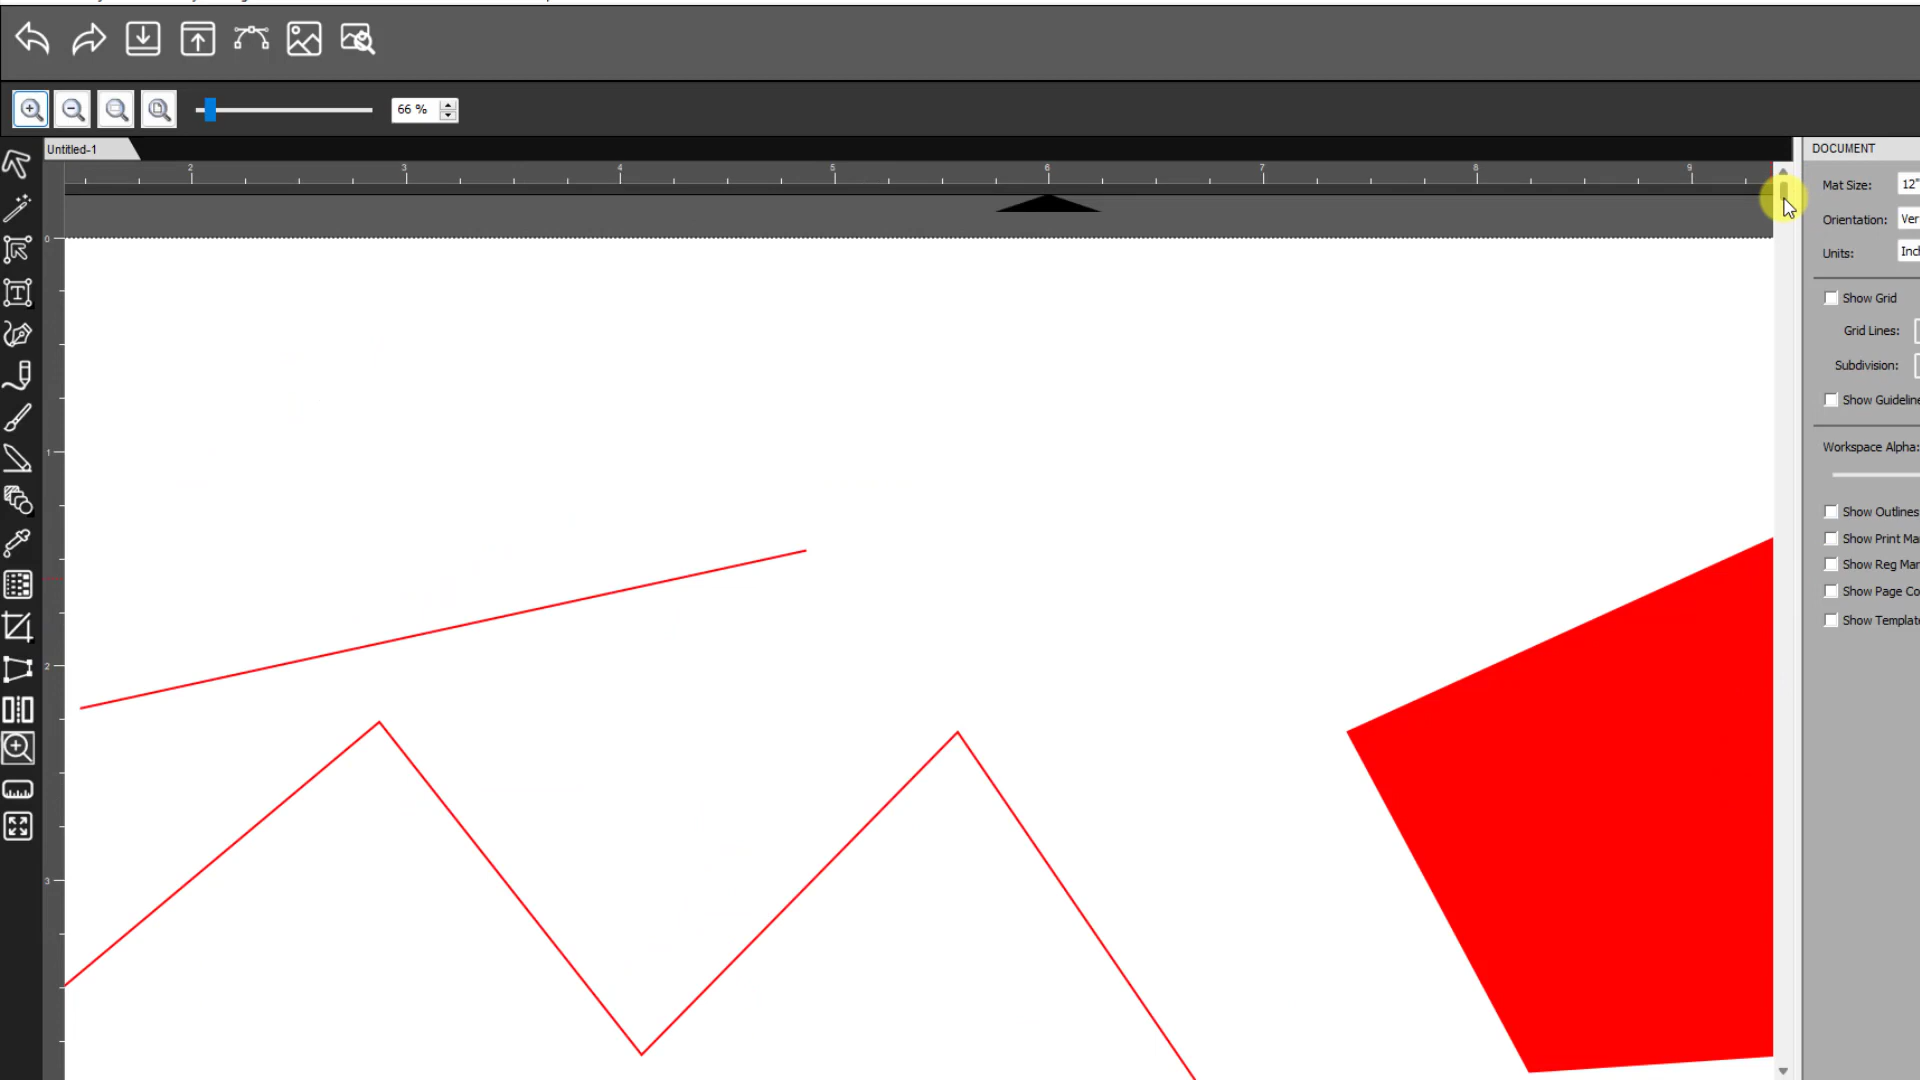 66 %
Untitled-1
DOCUMENT
2 3 4 5 6 7 8 9
Mat Size: 12"
Orientation: Ver
Units: Inch
0
Show Grid
Grid Lines:
Subdivision:
Show Guideline
1
Workspace Alpha:
Show Outlines
Show Print Ma
Show Reg Mar
Show Page Co
Show Template
2
T
3